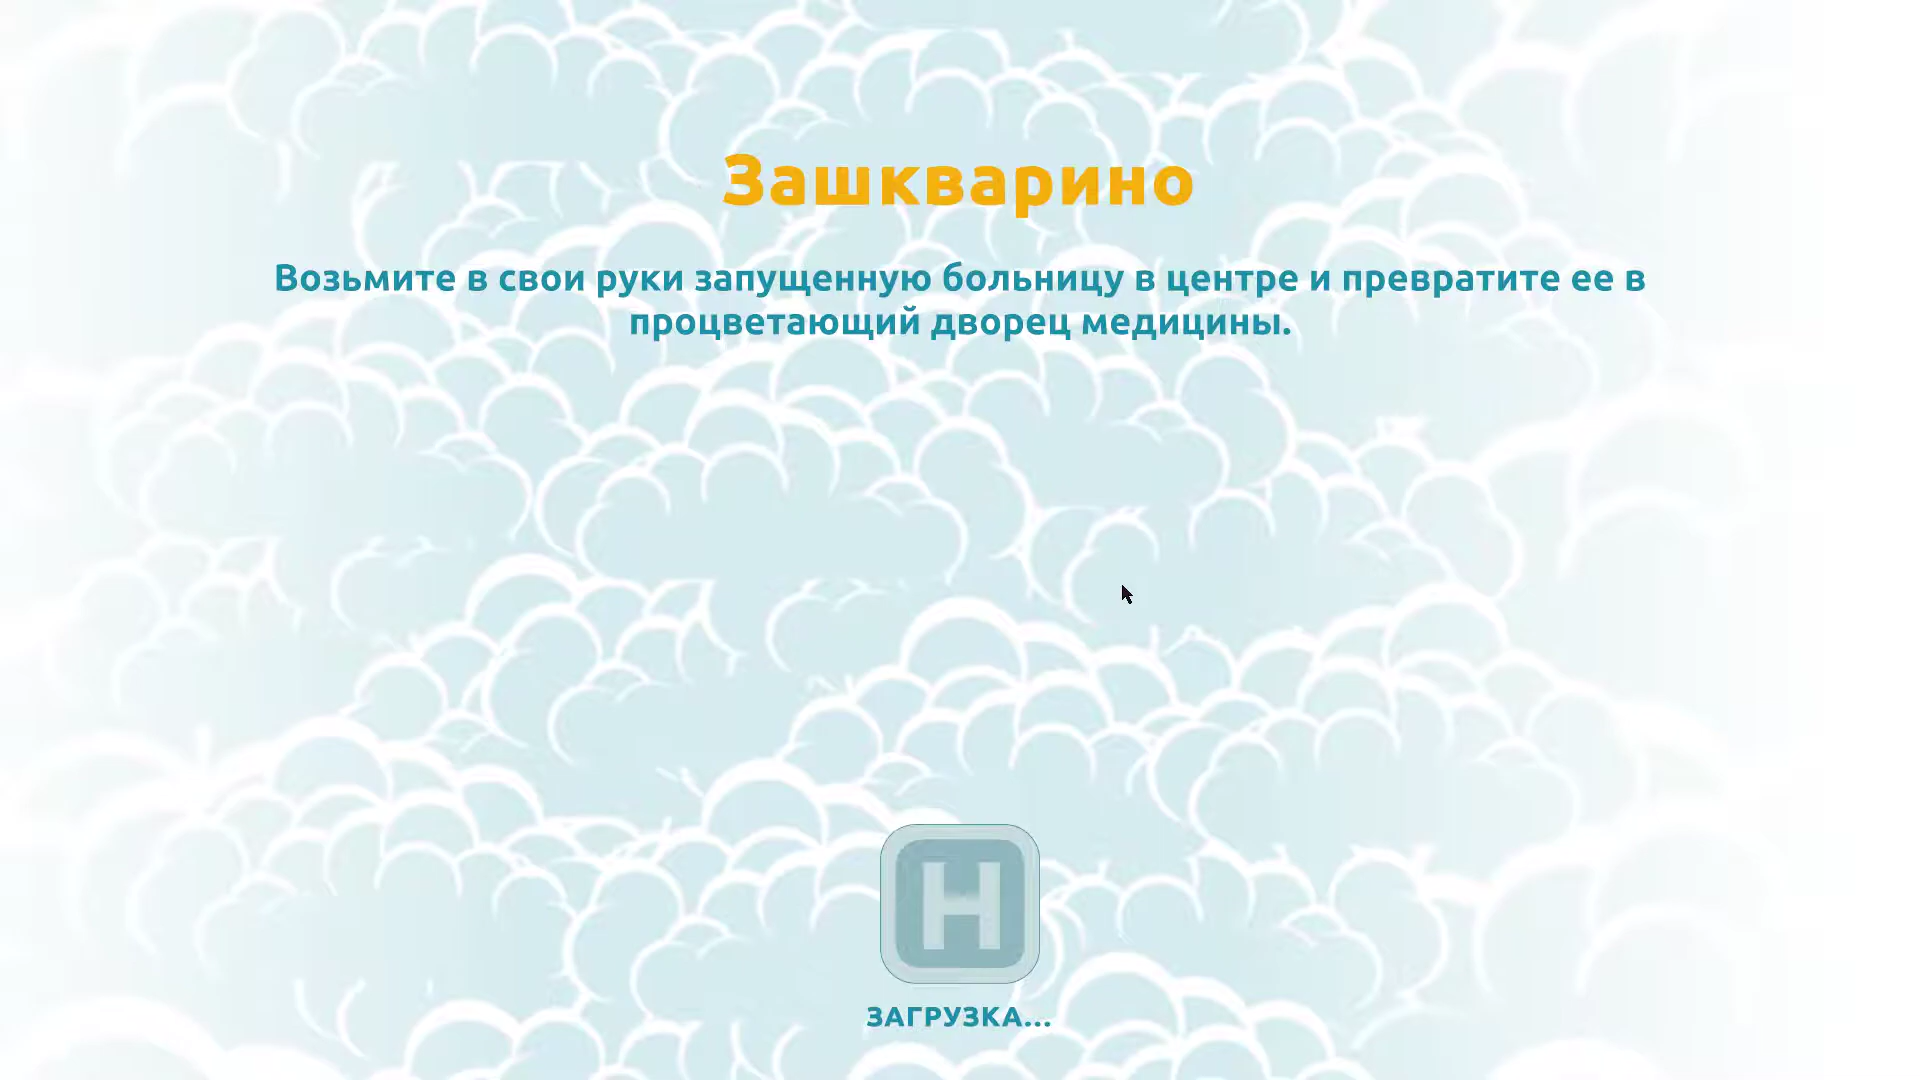 Зашкварино
Возьмите в свои руки запущенную больницу в центре и превратите ее в
процветающий дворец медицины.
H
ЗАГРУЗКА...